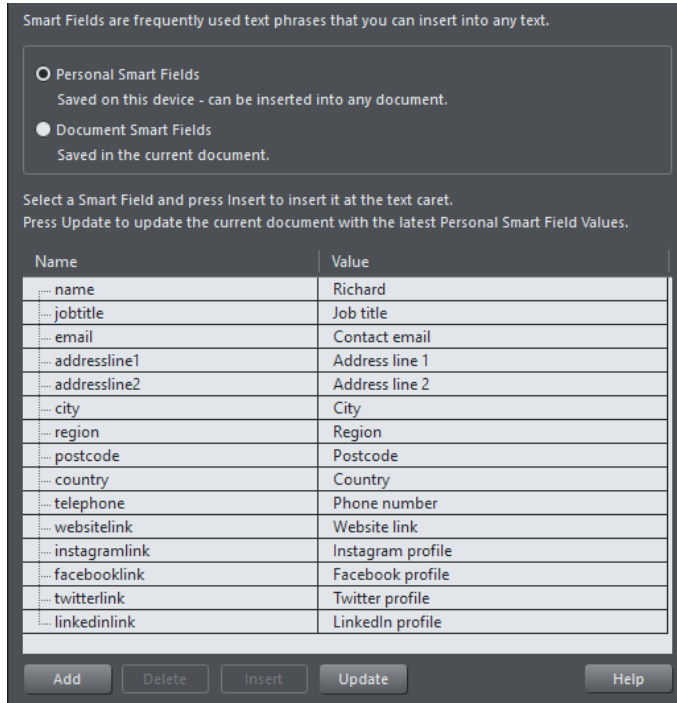 Smart Fields are frequently used text phrases that you can insert into any text.
Personal Smart Fields
Saved on this device - can be inserted into any document.
Document Smart Fields
Saved in the current document.
Select a Smart Field and press Insert to insert it at the text caret.
Press Update to update the current document with the latest Personal Smart Field Values.
Name Value
name Richard
jobtitle Job title
email Contact email
addressline1 Address line 1
addressline2 Address line 2
city City
region Region
postcode Postcode
country Country
telephone Phone number
websitelink Website link
instagramlink Instagram profile
facebooklink Facebook profile
twitterlink Twitter profile
linkedinlink LinkedIn profile
Add Delete Insert Update Help